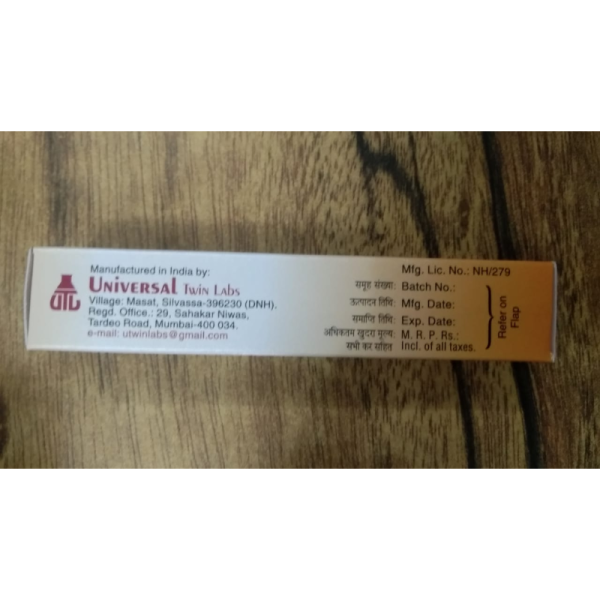 UTL
Manufactured in India by:
UNIVERSAL TWIN LABS
Village: Masat, Silvassa-396230 (DNH).
Regd. Office.: 29, Sahakar Niwas,
Tardeo Road, Mumbai-400 034.
e-mail: utwinlabs@gmail.com
Mfg. Lic. No.: NH/279
समूह संख्या: Batch No.:
उत्पादन तिथि: Mfg. Date:
समाप्ति तिथि: Exp. Date:
अधिकतम खुदरा मूल्य: M. R. P. Rs.:
सभी कर सहित Incl. of all taxes.
Refer on
Flap